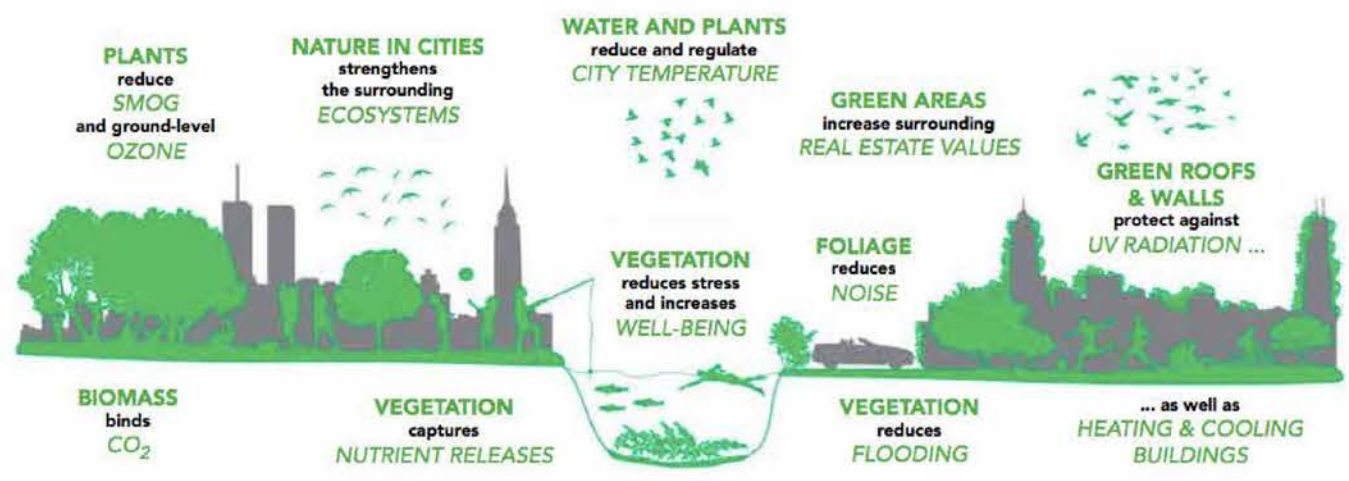 PLANTS
reduce
SMOG
and ground-level
OZONE
NATURE IN CITIES
strengthens
the surrounding
ECOSYSTEMS
WATER AND PLANTS
reduce and regulate
CITY TEMPERATURE
GREEN AREAS
increase surrounding
REAL ESTATE VALUES
GREEN ROOFS
& WALLS
protect against
UV RADIATION ...
VEGETATION
reduces stress
and increases
WELL-BEING
FOLIAGE
reduces
NOISE
BIOMASS
binds
CO₂
VEGETATION
captures
NUTRIENT RELEASES
VEGETATION
reduces
FLOODING
... as well as
HEATING & COOLING
BUILDINGS